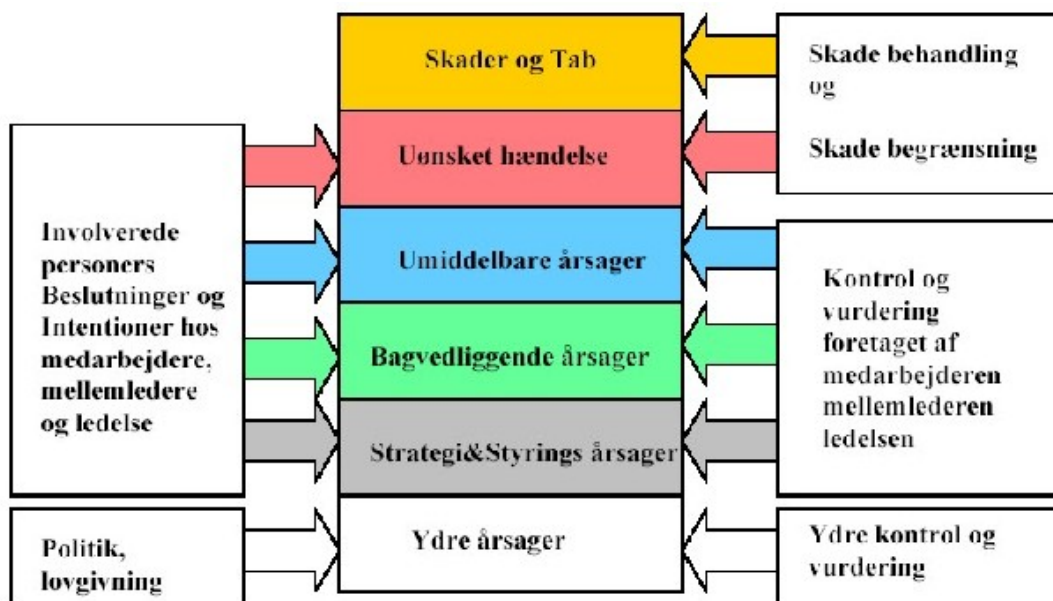 Skader og Tab
Uønsket hændelse
Umiddelbare årsager
Bagvedliggende årsager
Strategi&Styrings årsager
Ydre årsager
Involverede
personers
Beslutninger og
Intentioner hos
medarbejdere,
mellemledere
og ledelse
Politik,
lovgivning
Skade behandling
og
Skade begrænsning
Kontrol og
vurdering
foretaget af
medarbejderen
mellemlederen
ledelsen
Ydre kontrol og
vurdering